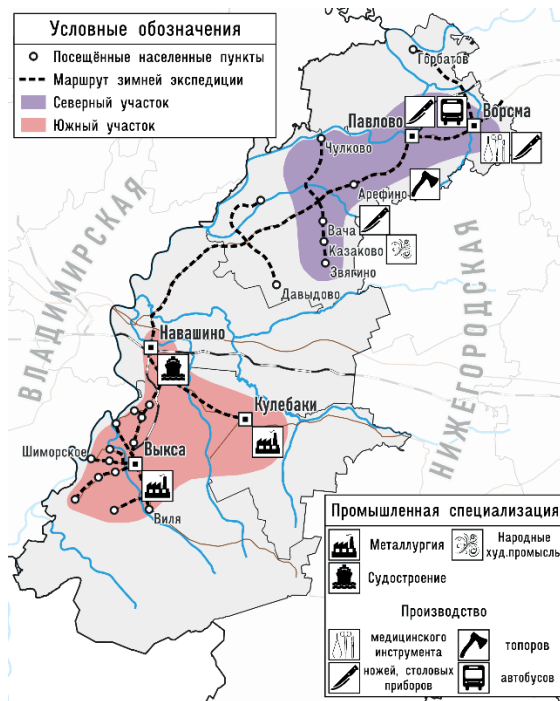 Условные обозначения
Посещённые населенные пункты
Маршрут зимней экспедиции
Северный участок
Южный участок
Горбатов
Ворсма
Павлово
Чулково
Арефино
Вача
Казаково
Звягино
Давыдово
ВЛАДИМИРСКАЯ
НИЖЕГОРОДСКАЯ
Навашино
Кулебаки
Шиморское
Выкса
Виля
Промышленная специализация
Металлургия
Народные
худ.промыслы
Судостроение
Производство
медицинского
инструмента
топоров
ножей, столовых
приборов
автобусов